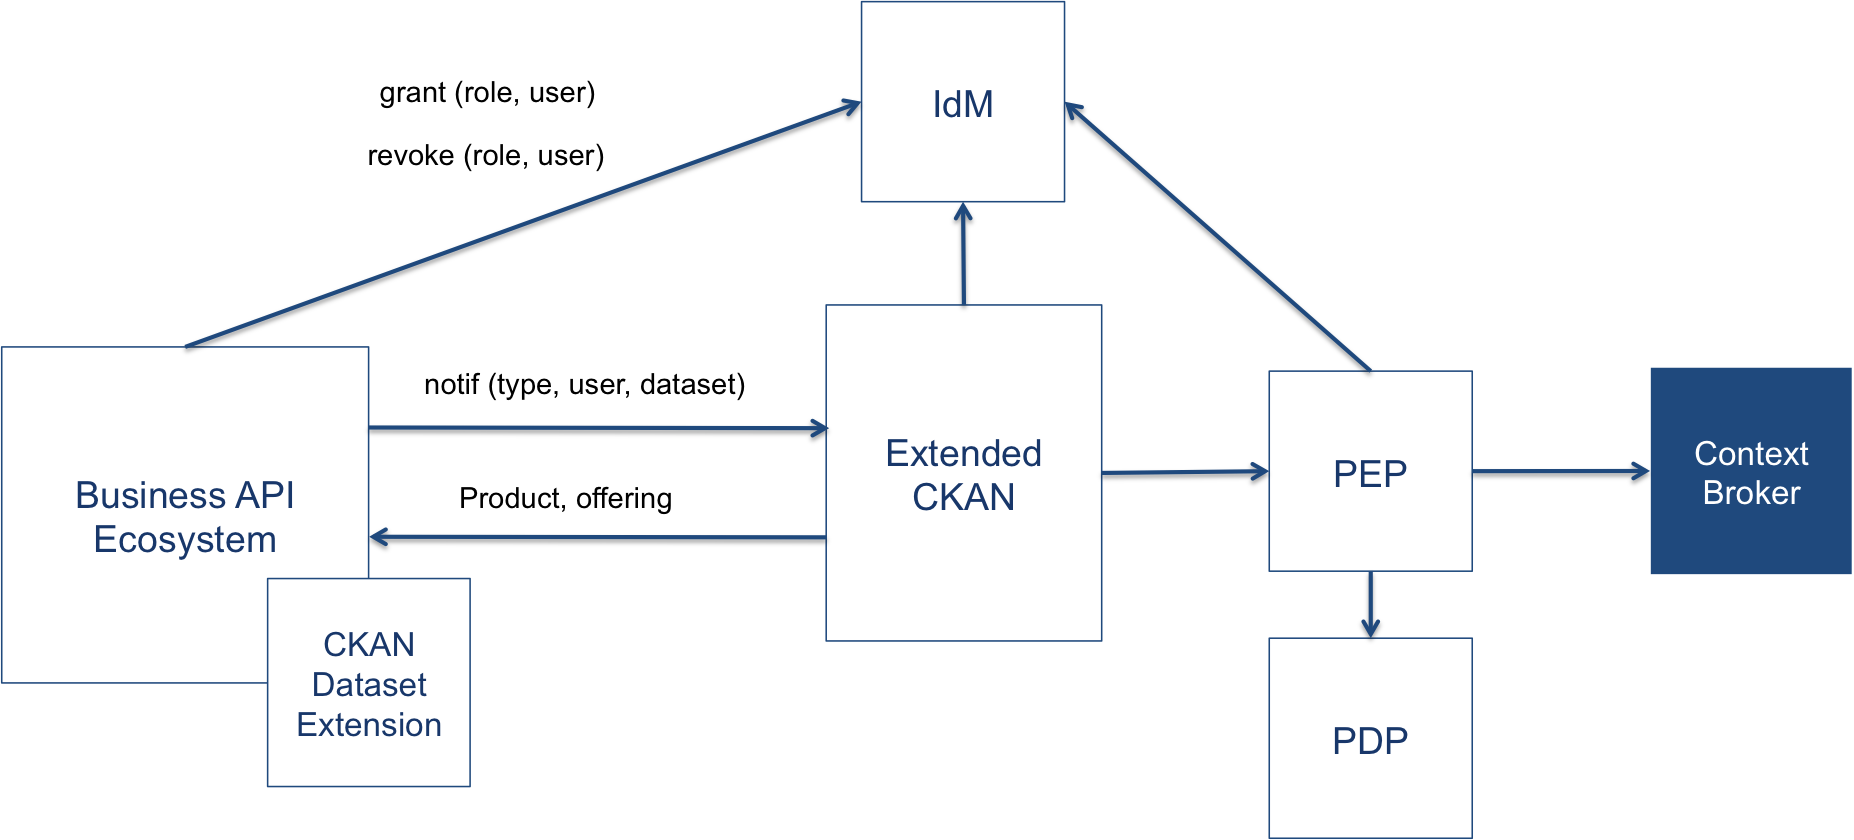 grant (role, user)
revoke (role, user)
IdM
notif (type, user, dataset)
Product, offering
Business API
Ecosystem
CKAN
Dataset
Extension
Extended
CKAN
PEP
Context
Broker
PDP